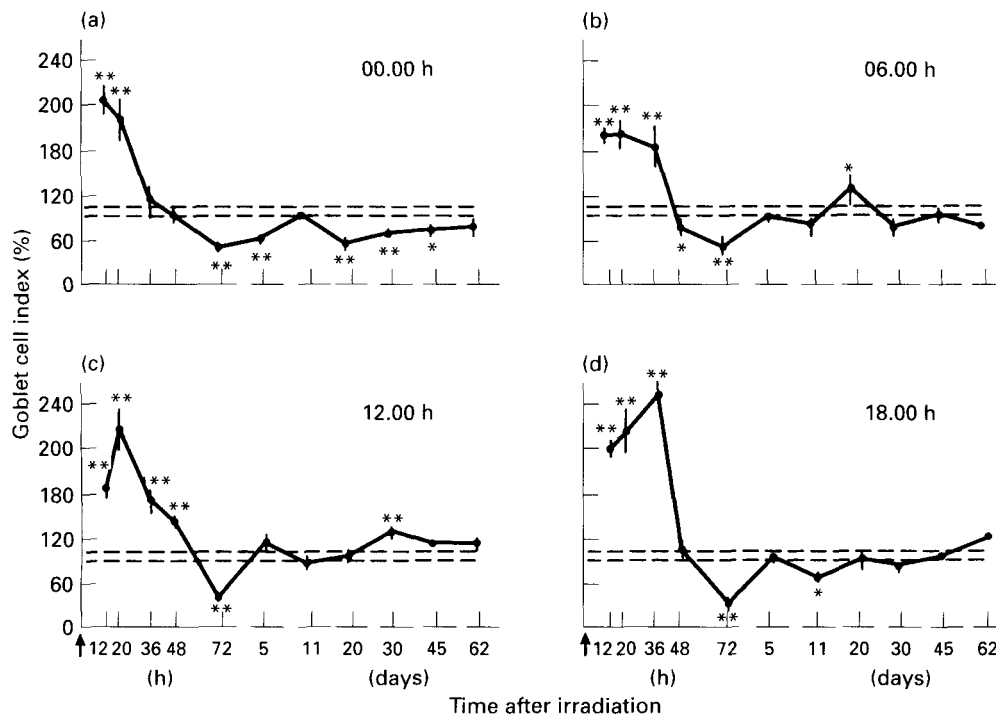 (a)
00.00 h
240
200
180
120
60
0
** ** ** ** ** ** *
(b)
06.00 h
** ** ** * ** *
Goblet cell index (%)
(c)
12.00 h
240
200
180
120
60
0
** ** ** ** ** **
12 20 36 48 72 5 11 20 30 45 62
(h) (days)
(d)
18.00 h
** ** ** ** *
12 20 36 48 72 5 11 20 30 45 62
(h) (days)
Time after irradiation